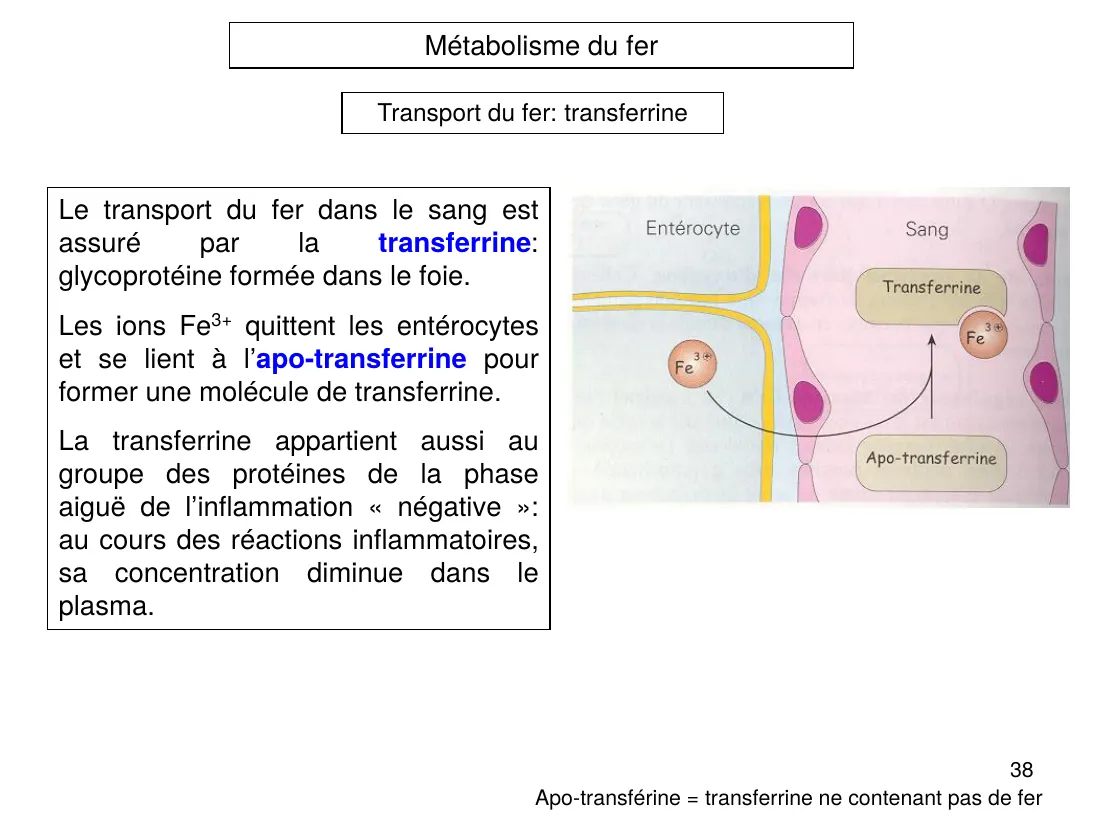 Métabolisme du fer
Transport du fer: transferrine
Le transport du fer dans le sang est
assuré par la transferrine:
glycoprotéine formée dans le foie.
Les ions Fe3+ quittent les entérocytes
et se lient à l'apo-transferrine pour
former une molécule de transferrine.
La transferrine appartient aussi au
groupe des protéines de la phase
aiguë de l'inflammation « négative »:
au cours des réactions inflammatoires,
sa concentration diminue dans le
plasma.
Entérocyte
Sang
Transferrine
Fe 3+
Fe 3+
Apo-transferrine
38
Apo-transférine = transferrine ne contenant pas de fer